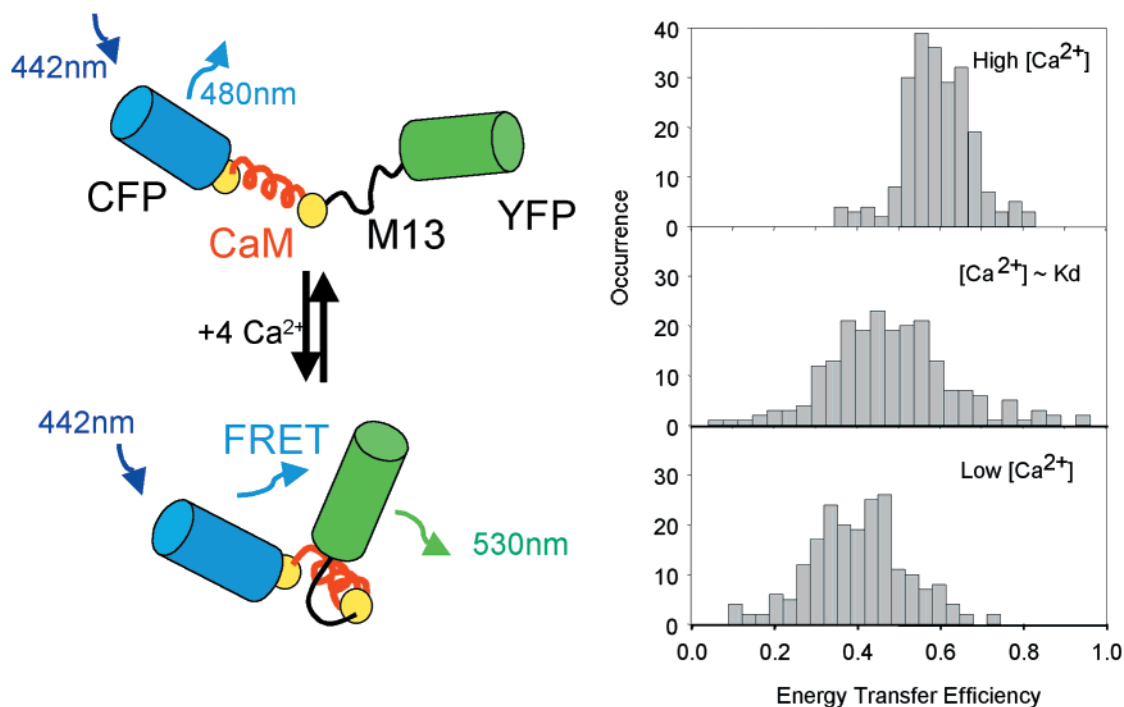 442nm
480nm
CFP
CaM
M13
YFP
+4 Ca²⁺
442nm
FRET
530nm
Occurrence
40
30
20
10
0
High [Ca²⁺]
30
20
10
0
[Ca²⁺] ~ Kd
30
20
10
0
Low [Ca²⁺]
0.0 0.2 0.4 0.6 0.8 1.0
Energy Transfer Efficiency